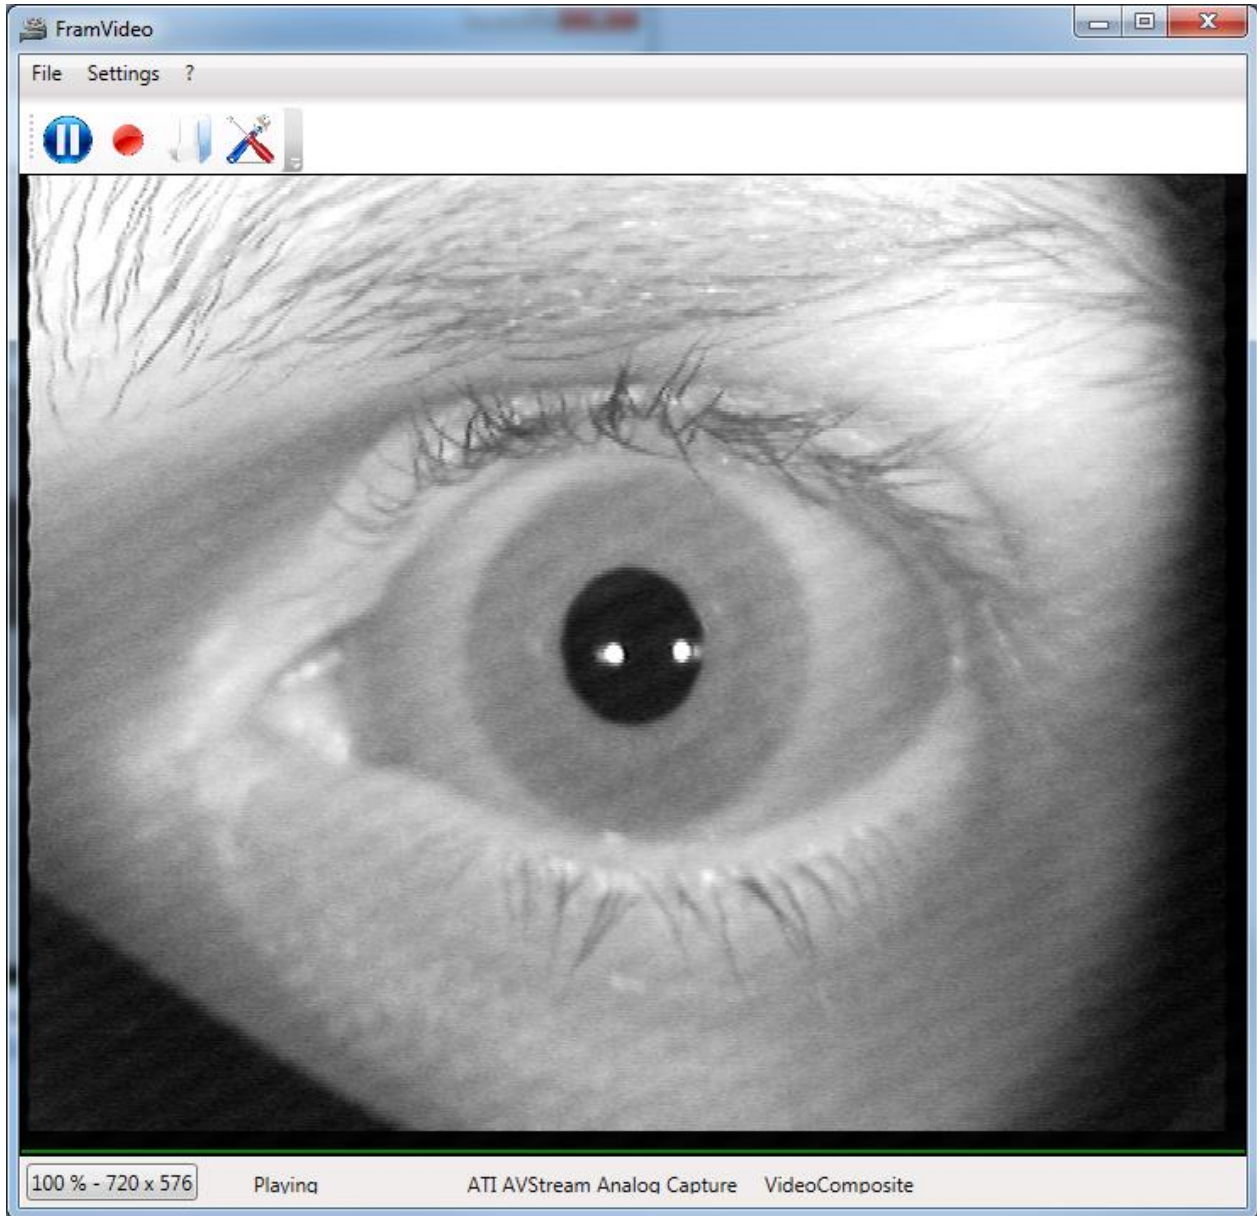 FramVideo
File Settings ?
100 % - 720 x 576 Playing ATI AVStream Analog Capture VideoComposite